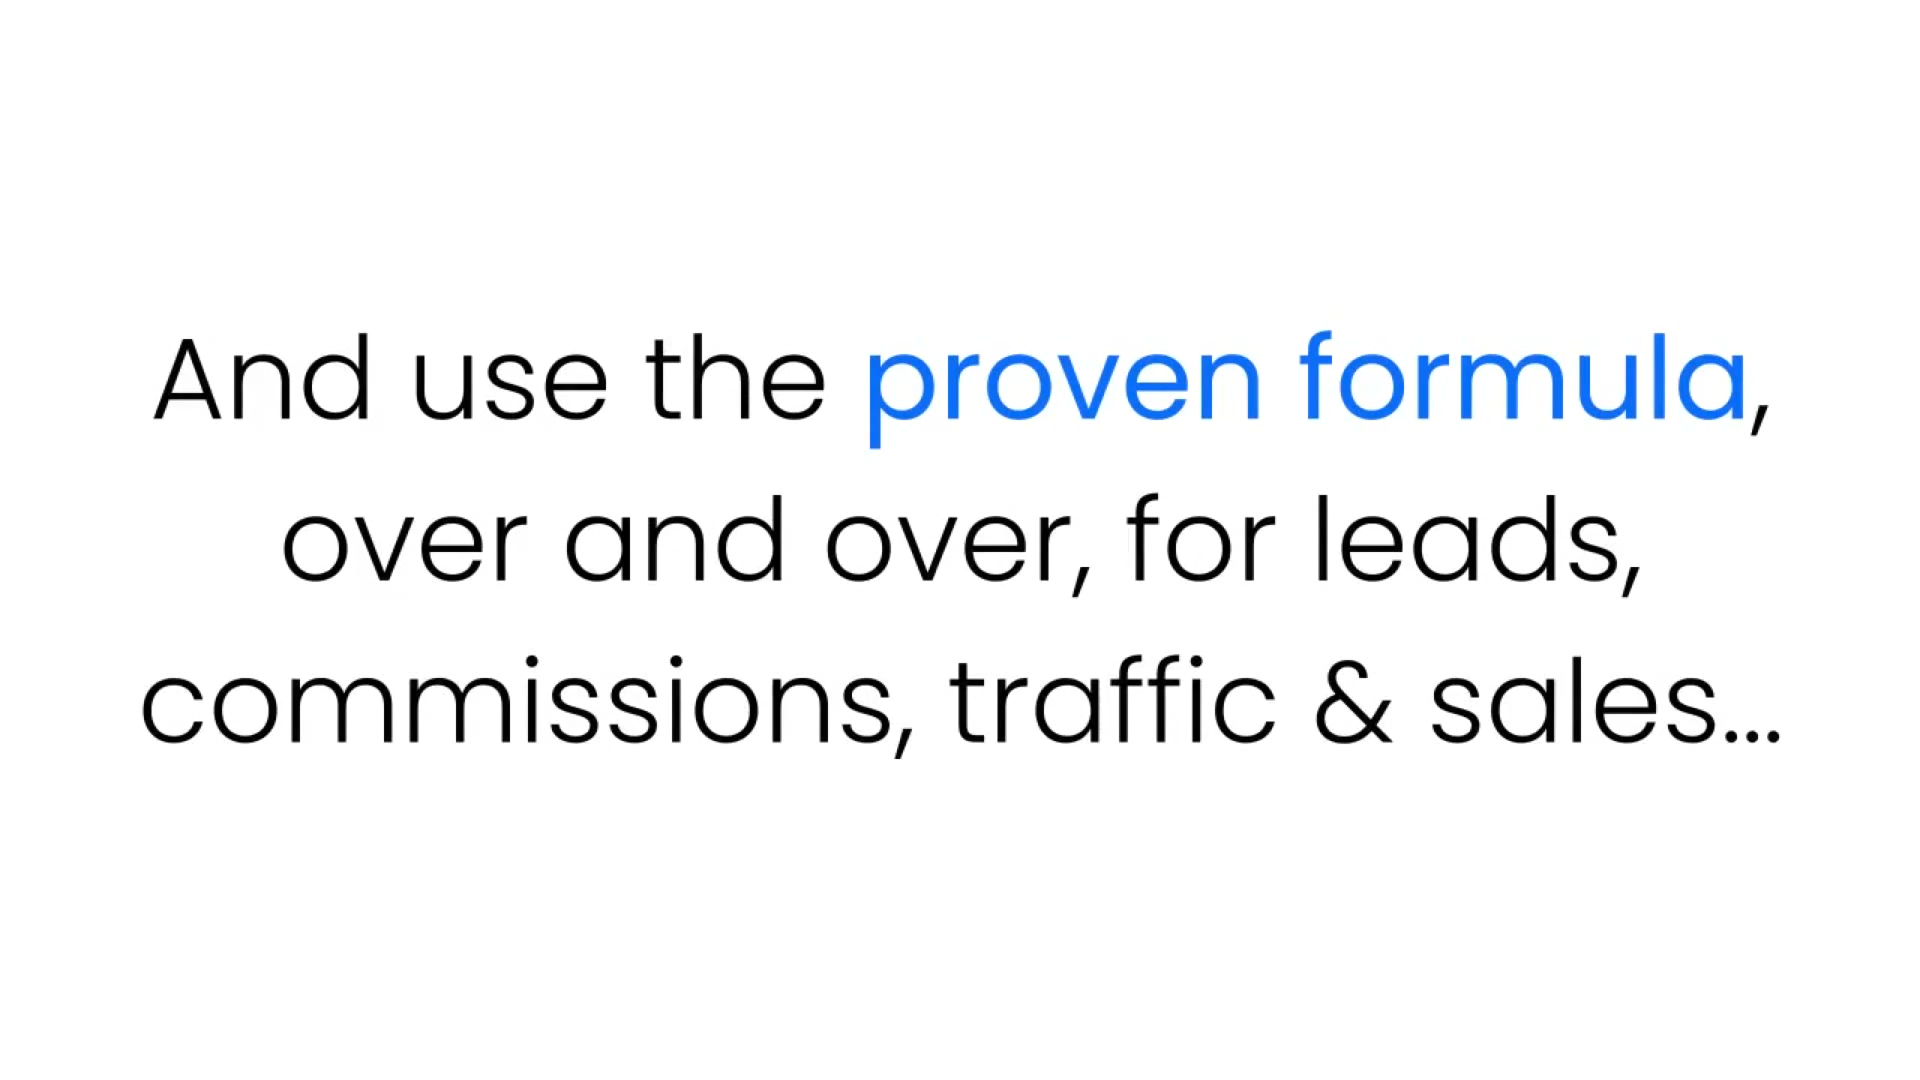 And use the proven formula,
over and over, for leads,
commissions, traffic & sales...